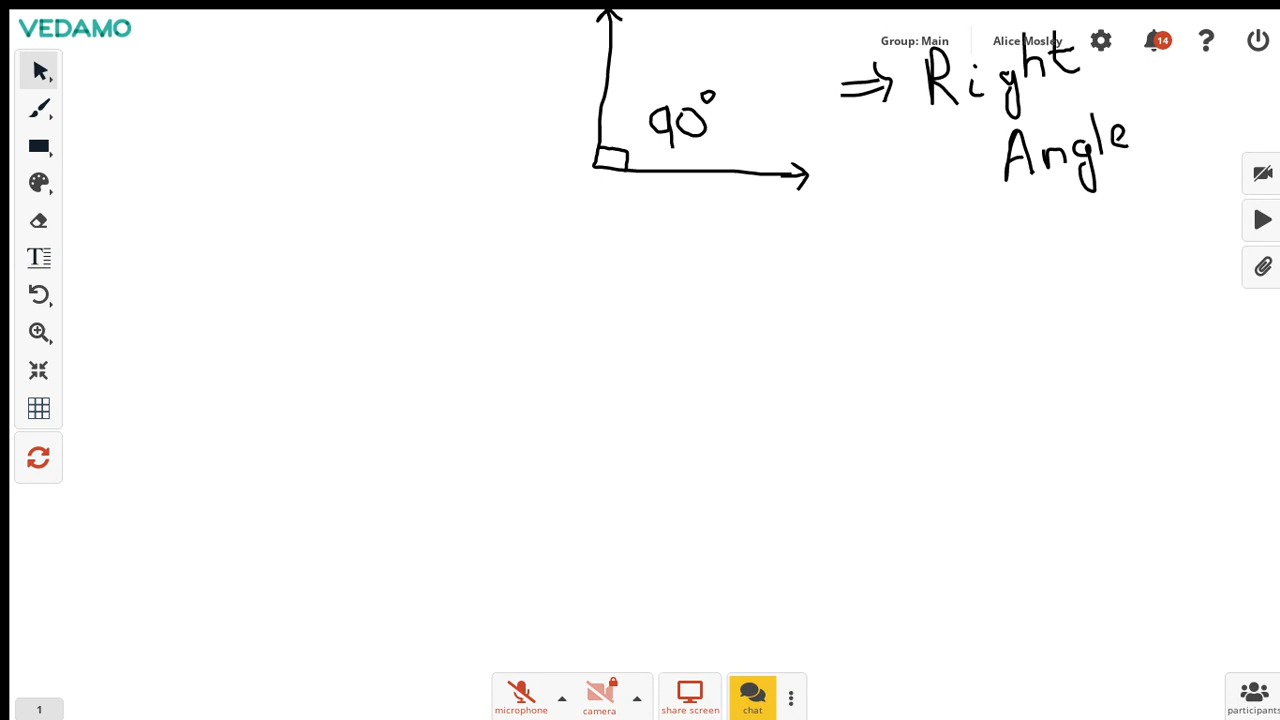 VEDAMO
Group: Main
Alice Mosley
14
⇒ Right
90°
Angle
1
microphone
camera
share screen
chat
participants